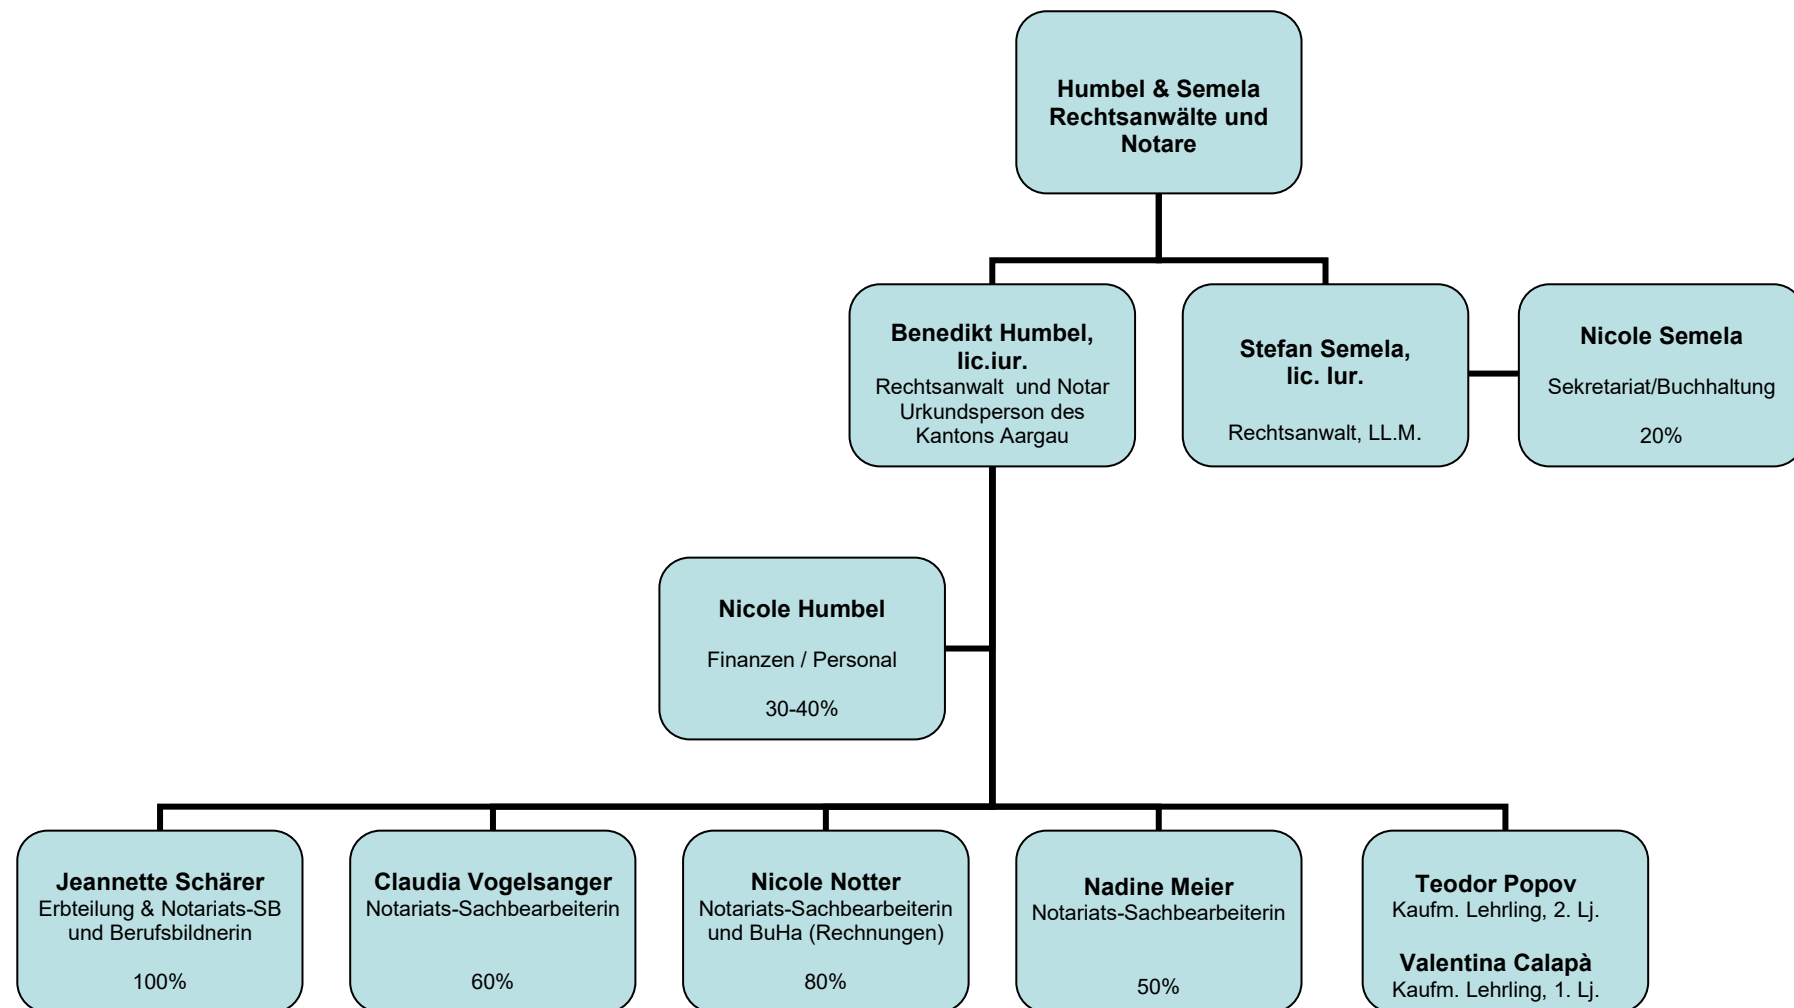 Humbel & Semela
Rechtsanwälte und
Notare
Benedikt Humbel,
lic.iur.
Rechtsanwalt und Notar
Urkundsperson des
Kantons Aargau
Stefan Semela,
lic. Iur.
Rechtsanwalt, LL.M.
Nicole Semela
Sekretariat/Buchhaltung
20%
Nicole Humbel
Finanzen / Personal
30-40%
Jeannette Schärer
Erbteilung & Notariats-SB
und Berufsbildnerin
100%
Claudia Vogelsanger
Notariats-Sachbearbeiterin
60%
Nicole Notter
Notariats-Sachbearbeiterin
und BuHa (Rechnungen)
80%
Nadine Meier
Notariats-Sachbearbeiterin
50%
Teodor Popov
Kaufm. Lehrling, 2. Lj.
Valentina Calapà
Kaufm. Lehrling, 1. Lj.